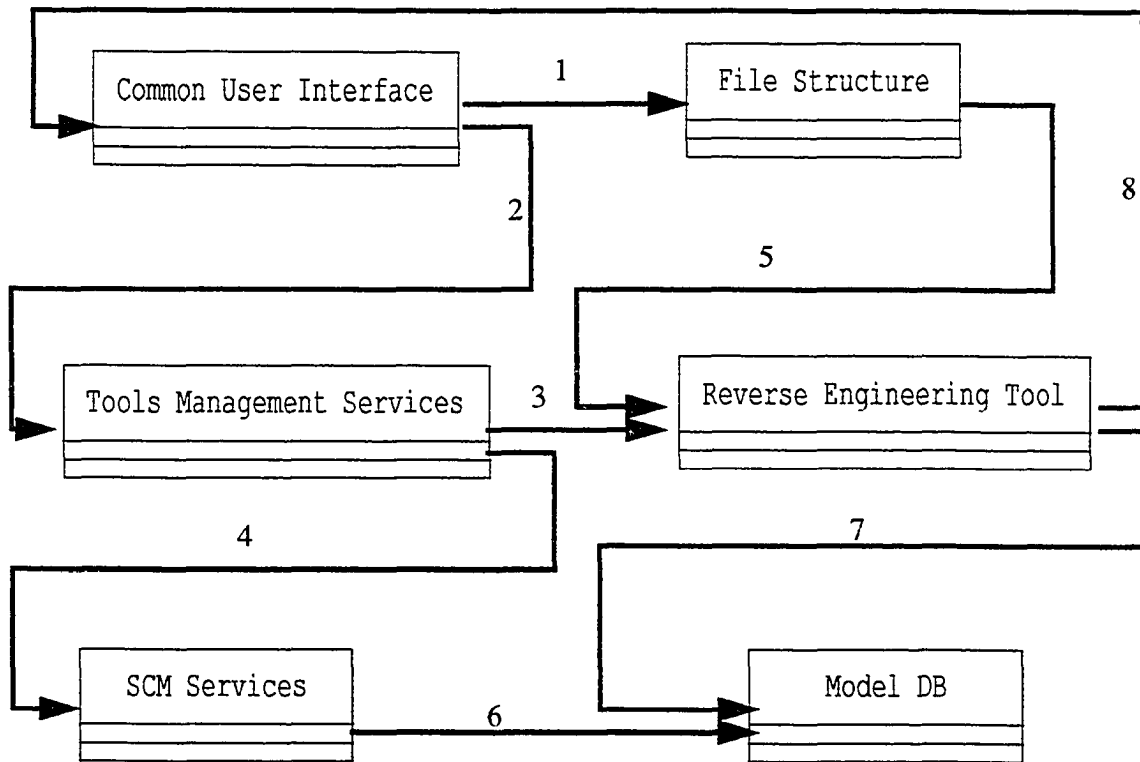 Common User Interface
1
File Structure
2
8
5
Tools Management Services
3
Reverse Engineering Tool
4
7
SCM Services
6
Model DB